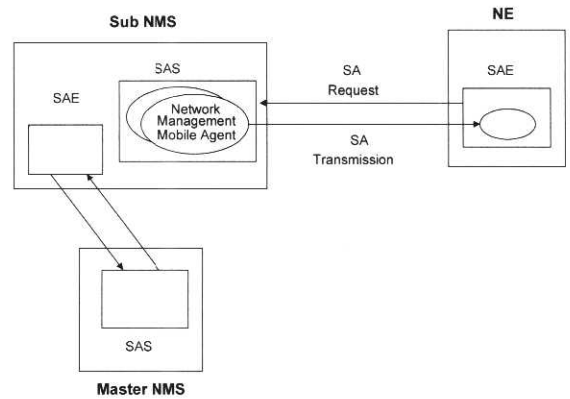 Sub NMS
NE
SAS
SAE
Network
Management
Mobile Agent
SA
Request
SAE
SA
Transmission
SAS
Master NMS